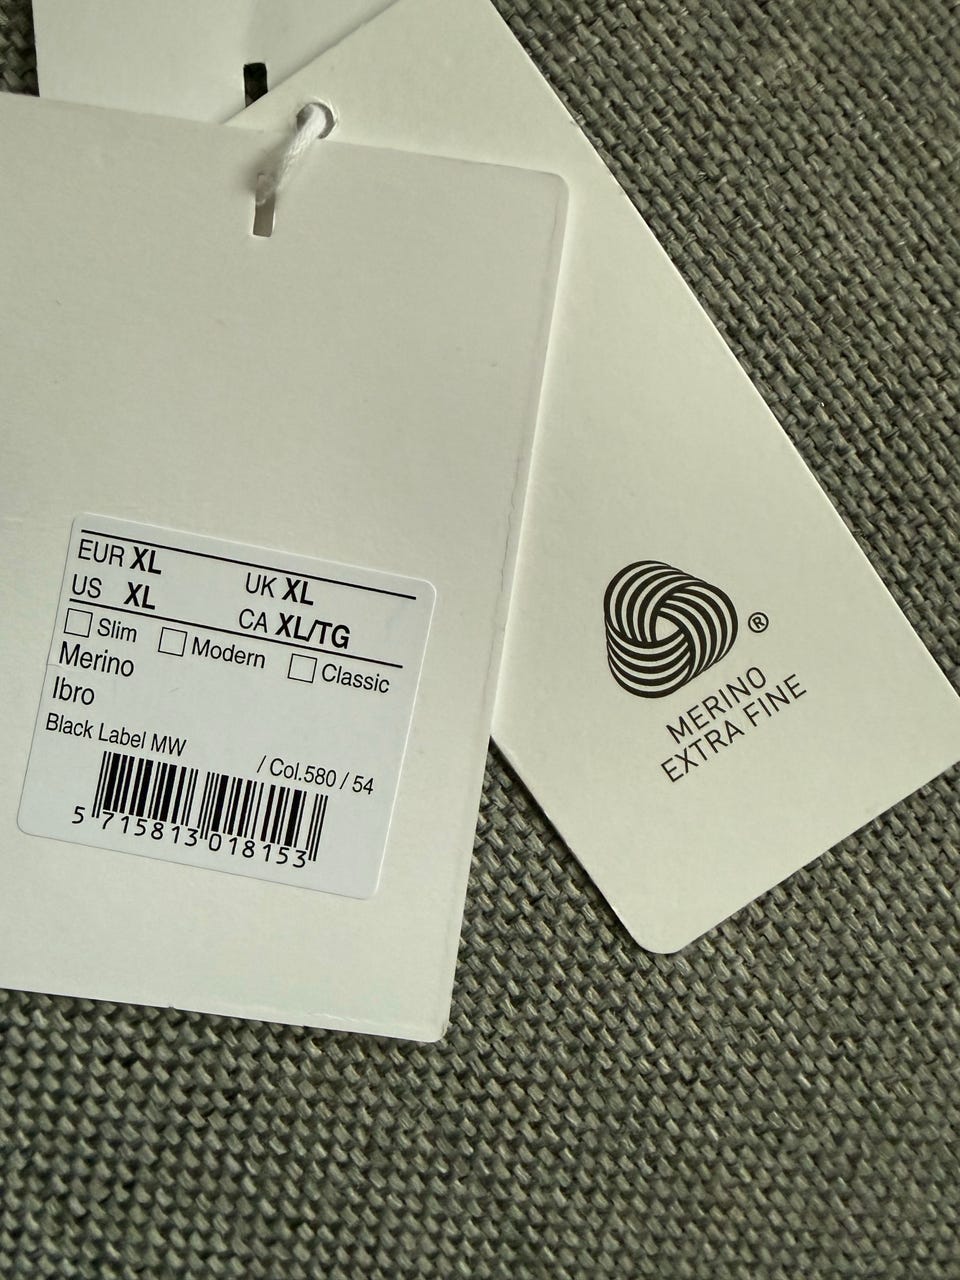 EUR XL UK XL
US XL CA XL/TG
Slim Modern Classic
Merino
Ibro
Black Label MW / Col.580 / 54
5 715813 018153
®
MERINO
EXTRA FINE